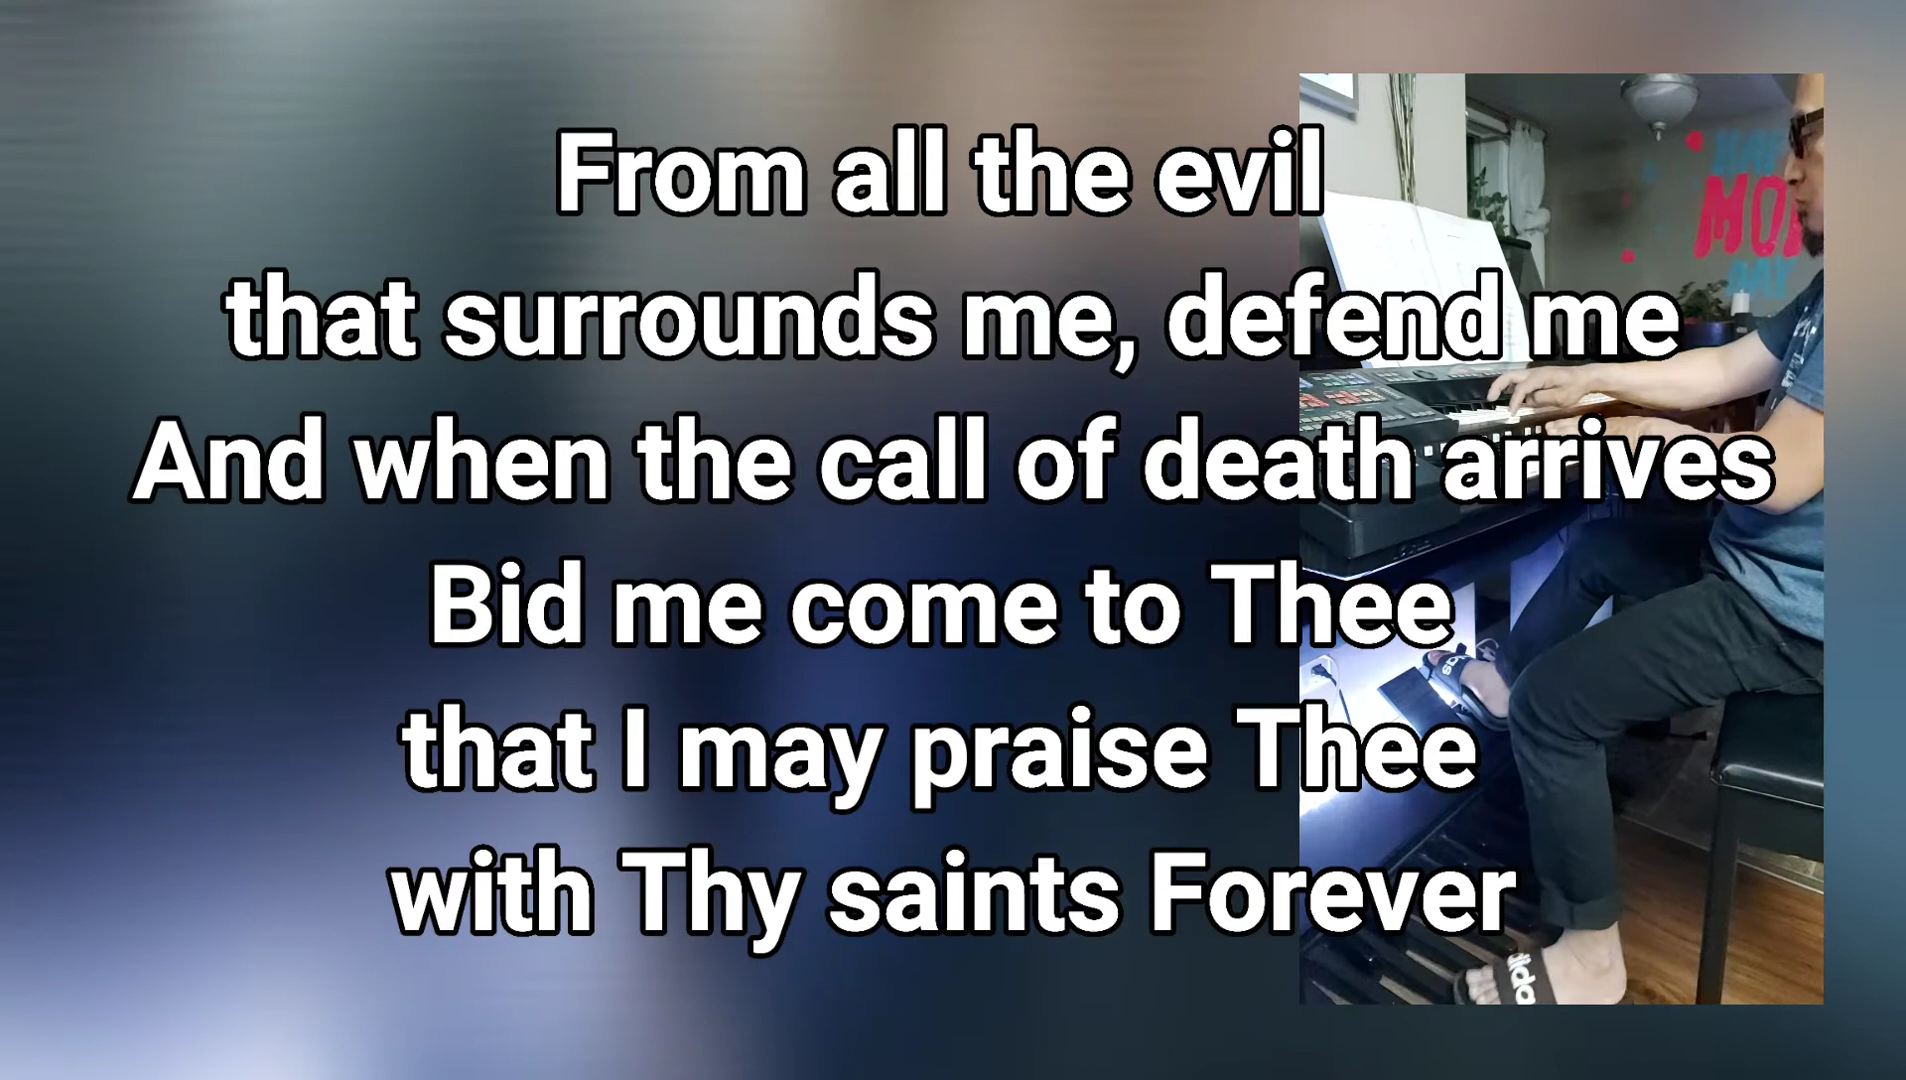 From all the evil
that surrounds me, defend me
And when the call of death arrives
Bid me come to Thee
that I may praise Thee
with Thy saints Forever
DAY